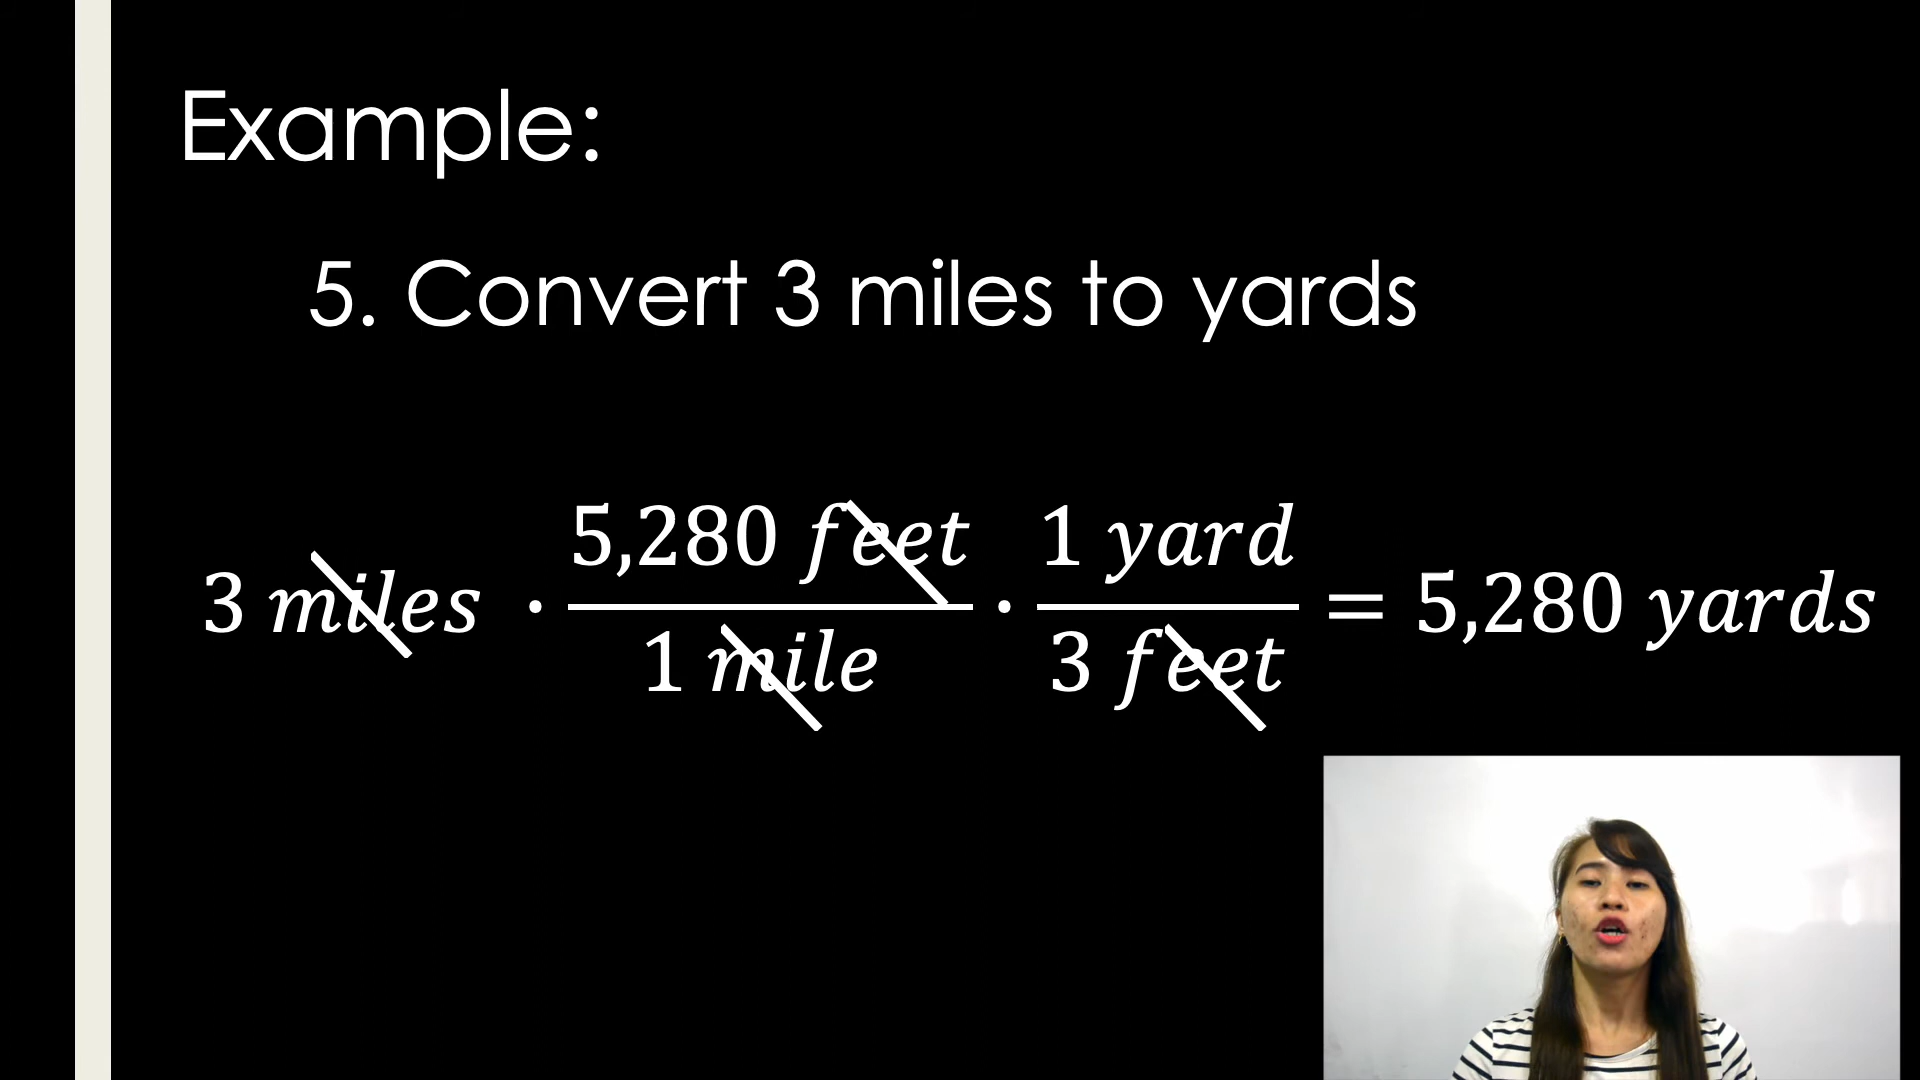 Example:
5. Convert 3 miles to yards
3 miles · 5,280 feet / 1 mile · 1 yard / 3 feet = 5,280 yards